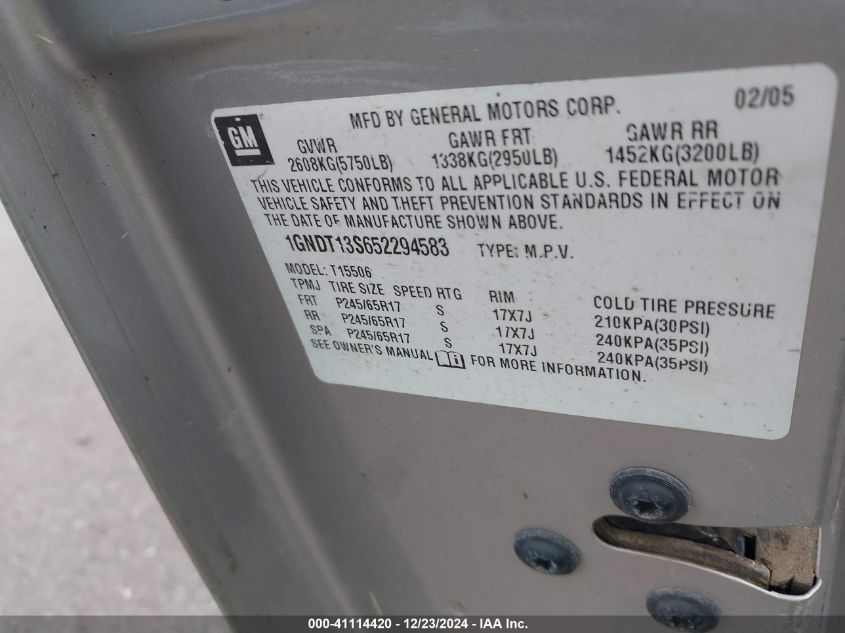 GM
MFD BY GENERAL MOTORS CORP. 02/05
GVWR GAWR FRT GAWR RR
2608KG(5750LB) 1338KG(2950LB) 1452KG(3200LB)
THIS VEHICLE CONFORMS TO ALL APPLICABLE U.S. FEDERAL MOTOR
VEHICLE SAFETY AND THEFT PREVENTION STANDARDS IN EFFECT ON
THE DATE OF MANUFACTURE SHOWN ABOVE.
1GNDT13S652294583 TYPE: M.P.V.
MODEL: T15506
TPMJ TIRE SIZE SPEED RTG RIM COLD TIRE PRESSURE
FRT P245/65R17 S 17X7J 210KPA(30PSI)
RR P245/65R17 S 17X7J 240KPA(35PSI)
SPA P245/65R17 S 17X7J 240KPA(35PSI)
SEE OWNER'S MANUAL FOR MORE INFORMATION.
000-41114420 - 12/23/2024 - IAA Inc.